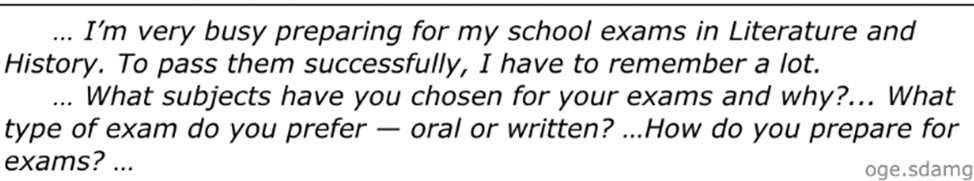 … I’m very busy preparing for my school exams in Literature and
History. To pass them successfully, I have to remember a lot.
… What subjects have you chosen for your exams and why?… What
type of exam do you prefer — oral or written? …How do you prepare for
exams? …
oge.sdamg